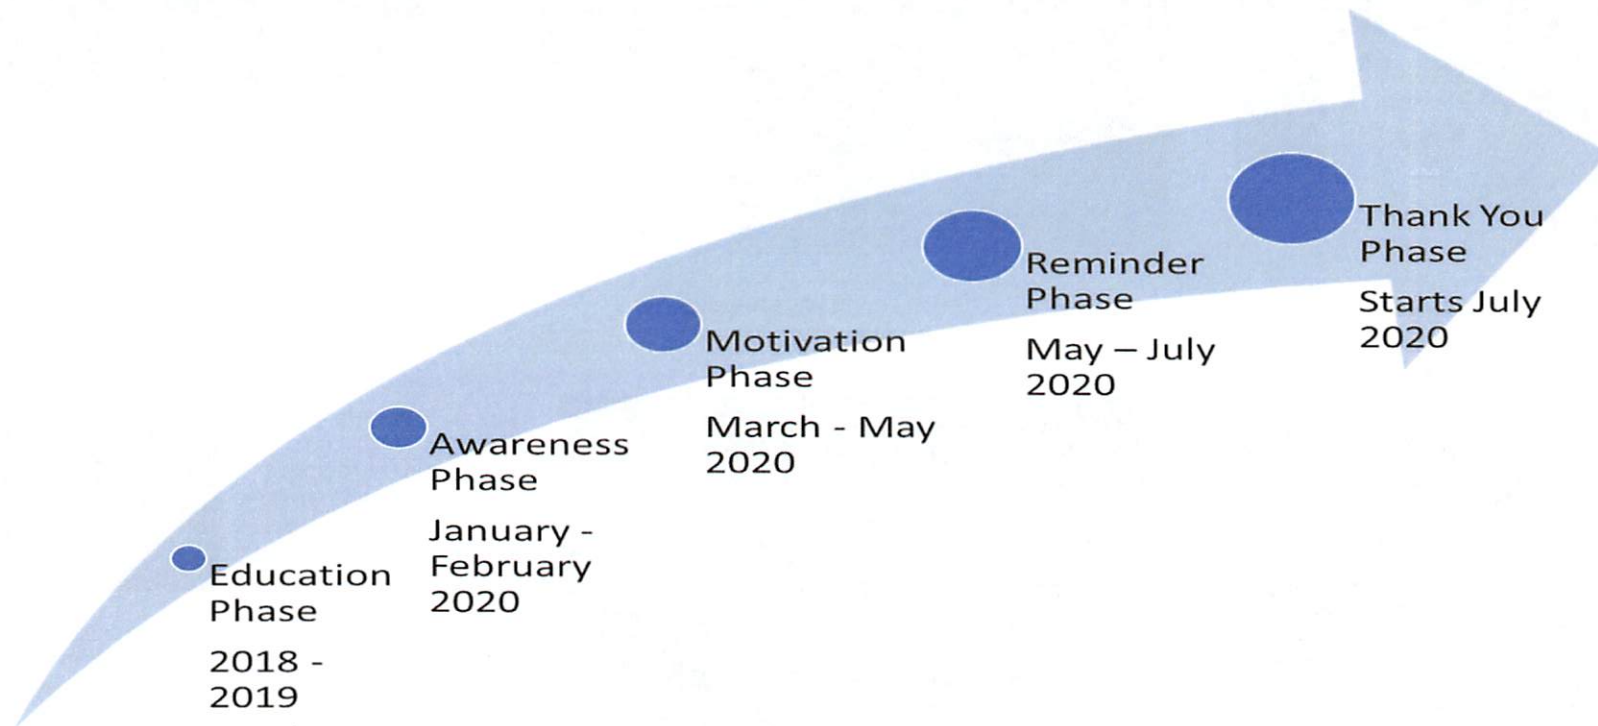 Education
Phase
2018 -
2019
Awareness
Phase
January -
February
2020
Motivation
Phase
March - May
2020
Reminder
Phase
May – July
2020
Thank You
Phase
Starts July
2020